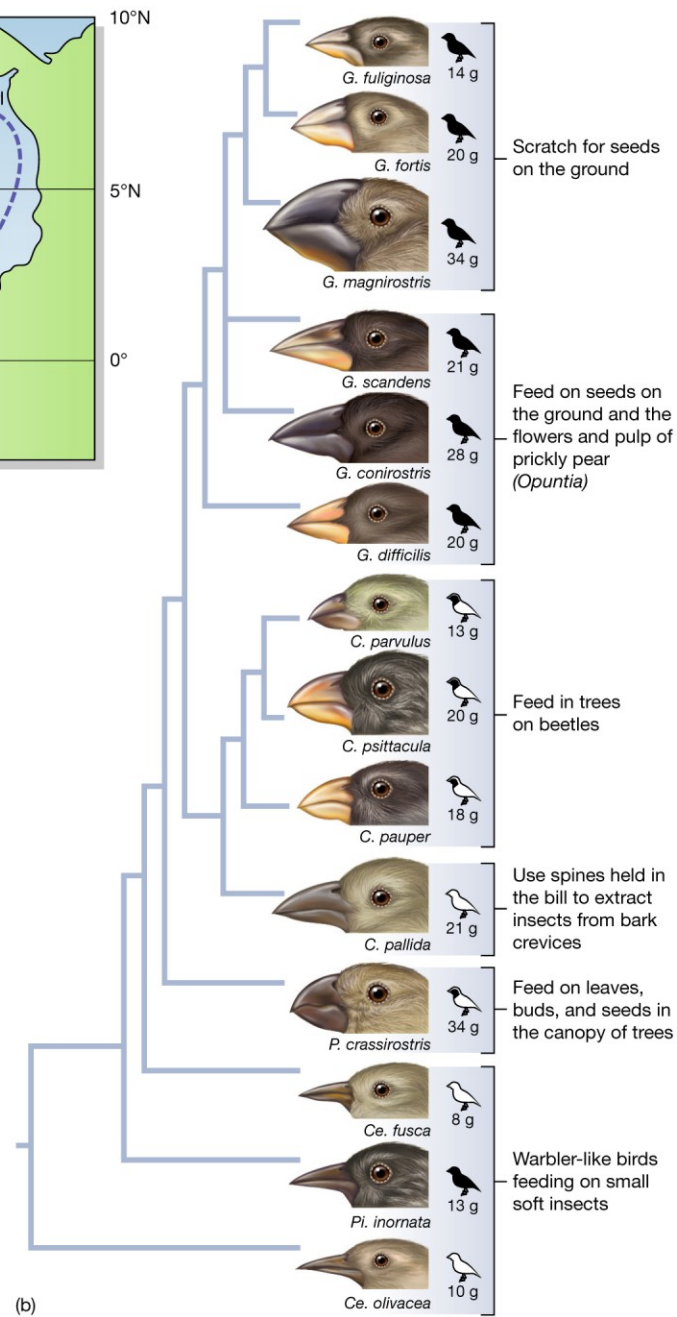 10°N
5°N
0°
G. fuliginosa
14 g
G. fortis
20 g
G. magnirostris
34 g
Scratch for seeds
on the ground
G. scandens
21 g
G. conirostris
28 g
G. difficilis
20 g
Feed on seeds on
the ground and the
flowers and pulp of
prickly pear
(Opuntia)
C. parvulus
13 g
C. psittacula
20 g
C. pauper
18 g
Feed in trees
on beetles
C. pallida
21 g
Use spines held in
the bill to extract
insects from bark
crevices
P. crassirostris
34 g
Feed on leaves,
buds, and seeds in
the canopy of trees
Ce. fusca
8 g
Pi. inornata
13 g
Ce. olivacea
10 g
Warbler-like birds
feeding on small
soft insects
(b)